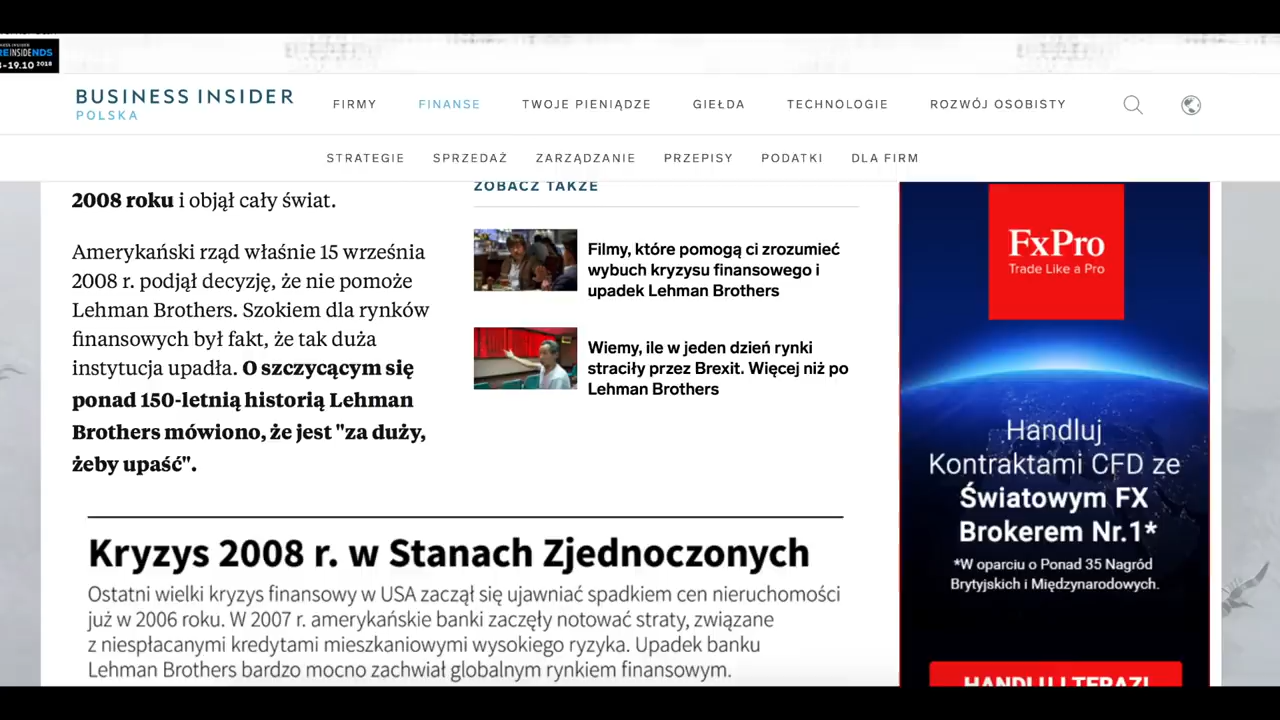 -19.10 2018
BUSINESS INSIDER
POLSKA
FIRMY
FINANSE
TWOJE PIENIĄDZE
GIEŁDA
TECHNOLOGIE
ROZWÓJ OSOBISTY
STRATEGIE
SPRZEDAŻ
ZARZĄDZANIE
PRZEPISY
PODATKI
DLA FIRM
2008 roku i objął cały świat.
Amerykański rząd właśnie 15 września
2008 r. podjął decyzję, że nie pomoże
Lehman Brothers. Szokiem dla rynków
finansowych był fakt, że tak duża
instytucja upadła. O szczycącym się
ponad 150-letnią historią Lehman
Brothers mówiono, że jest "za duży,
żeby upaść".
ZOBACZ TAKŻE
Filmy, które pomogą ci zrozumieć
wybuch kryzysu finansowego i
upadek Lehman Brothers
Wiemy, ile w jeden dzień rynki
straciły przez Brexit. Więcej niż po
Lehman Brothers
FxPro
Trade Like a Pro
Handluj
Kontraktami CFD ze
Światowym FX
Brokerem Nr.1*
*W oparciu o Ponad 35 Nagród
Brytyjskich i Międzynarodowych.
HANDLUJ TERAZ!
Kryzys 2008 r. w Stanach Zjednoczonych
Ostatni wielki kryzys finansowy w USA zaczął się ujawniać spadkiem cen nieruchomości
już w 2006 roku. W 2007 r. amerykańskie banki zaczęły notować straty, związane
z niespłacanymi kredytami mieszkaniowymi wysokiego ryzyka. Upadek banku
Lehman Brothers bardzo mocno zachwiał globalnym rynkiem finansowym.